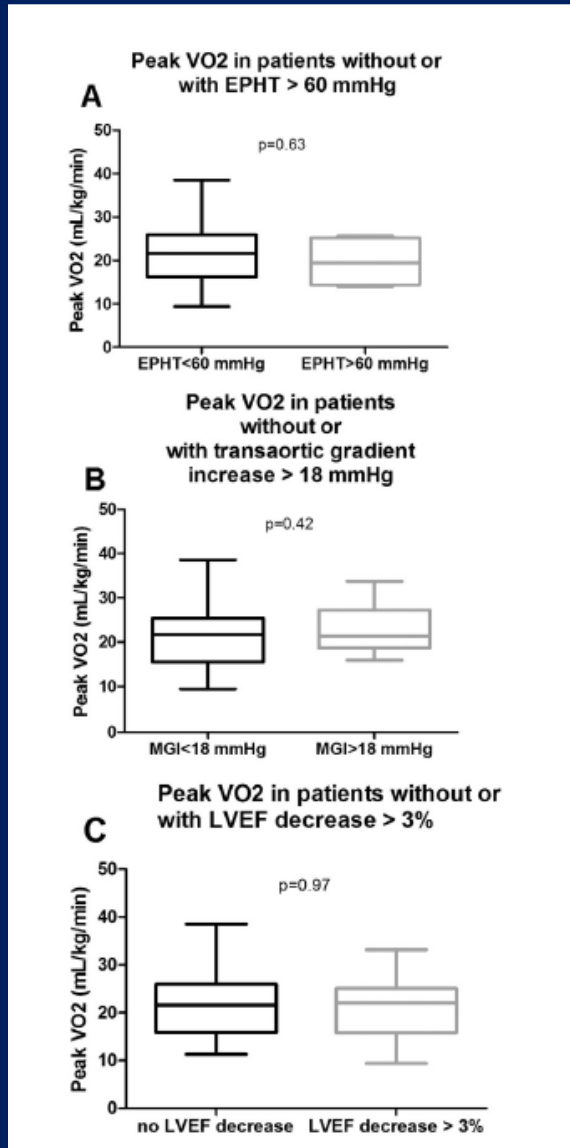 Peak VO2 in patients without or
with EPHT > 60 mmHg
A
p=0.63
Peak VO2 (mL/kg/min)
50
40
30
20
10
0
EPHT<60 mmHg EPHT>60 mmHg
Peak VO2 in patients
without or
with transaortic gradient
increase > 18 mmHg
B
p=0.42
Peak VO2 (mL/kg/min)
50
40
30
20
10
0
MGI<18 mmHg MGI>18 mmHg
Peak VO2 in patients without or
with LVEF decrease > 3%
C
p=0.97
Peak VO2 (mL/kg/min)
50
40
30
20
10
0
no LVEF decrease LVEF decrease > 3%